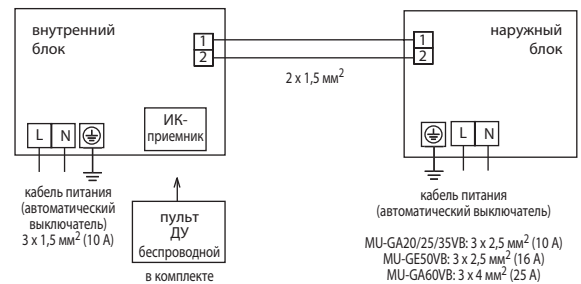 внутренний
блок
1
2
L N
ИК-
приемник
кабель питания
(автоматический
выключатель)
3 x 1,5 мм² (10 А)
пульт
ДУ
беспроводной
в комплекте
2 x 1,5 мм²
наружный
блок
1
2
L N
кабель питания
(автоматический выключатель)
MU-GA20/25/35VB: 3 x 2,5 мм² (10 А)
MU-GE50VB: 3 x 2,5 мм² (16 А)
MU-GA60VB: 3 x 4 мм² (25 А)